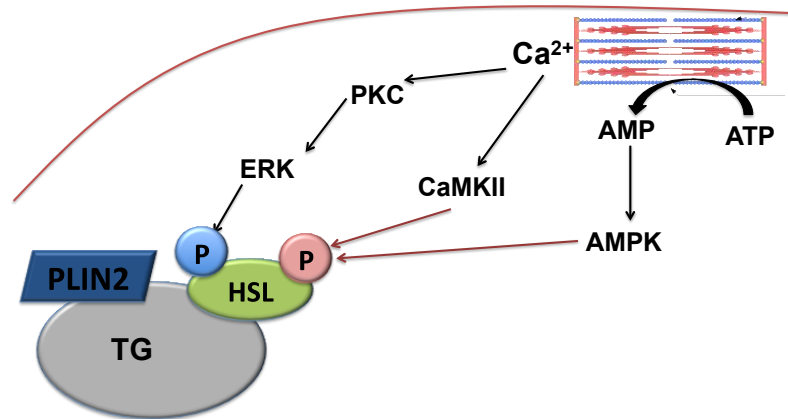 Ca²⁺
PKC
AMP
ATP
ERK
CaMKII
AMPK
P
P
PLIN2
HSL
TG